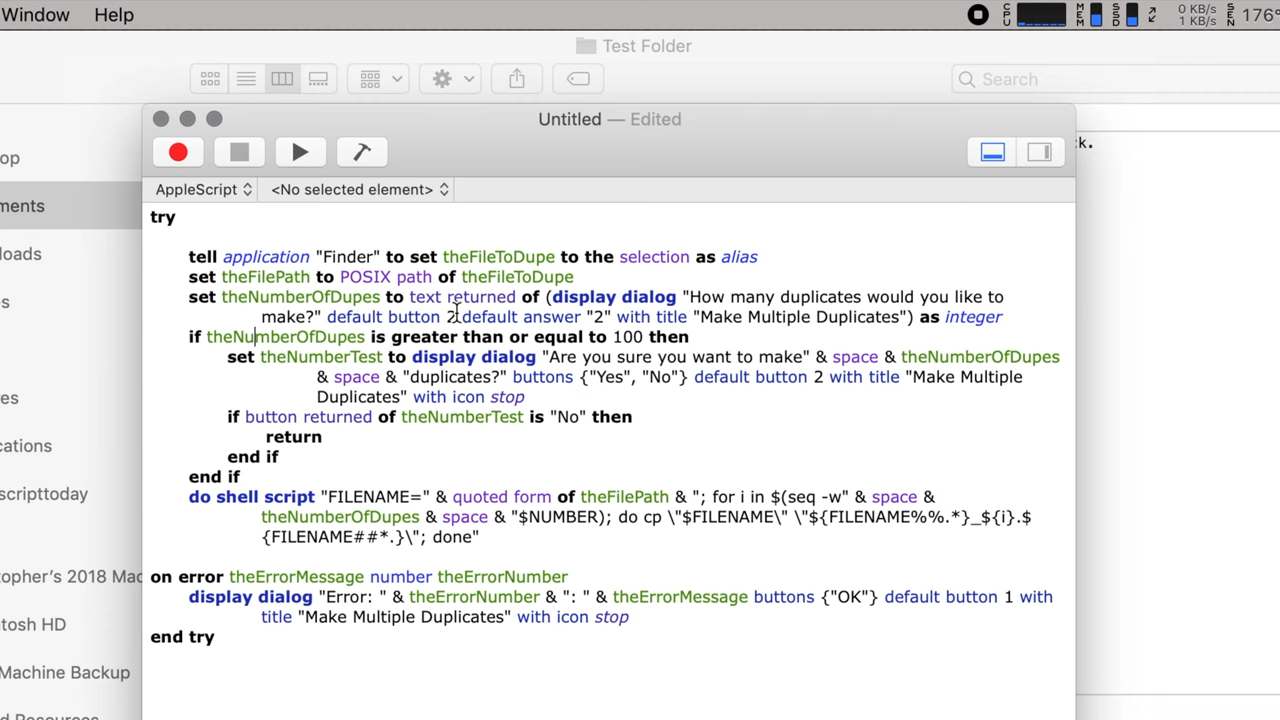 Window Help
CPU MEM SSD 0 KB/s SEN 176°
1 KB/s
Test Folder
Search
Untitled — Edited
AppleScript <No selected element>
k.
op
ments
loads
s
es
cations
scripttoday
topher's 2018 Mac
tosh HD
Machine Backup
d Resources
try
tell application "Finder" to set theFileToDupe to the selection as alias
set theFilePath to POSIX path of theFileToDupe
set theNumberOfDupes to text returned of (display dialog "How many duplicates would you like to
make?" default button 2 default answer "2" with title "Make Multiple Duplicates") as integer
if theNumberOfDupes is greater than or equal to 100 then
set theNumberTest to display dialog "Are you sure you want to make" & space & theNumberOfDupes
& space & "duplicates?" buttons {"Yes", "No"} default button 2 with title "Make Multiple
Duplicates" with icon stop
if button returned of theNumberTest is "No" then
return
end if
end if
do shell script "FILENAME=" & quoted form of theFilePath & "; for i in $(seq -w" & space &
theNumberOfDupes & space & "$NUMBER); do cp \"$FILENAME\" \"${FILENAME%%.*}_${i}.$
{FILENAME##*.}\"; done"
on error theErrorMessage number theErrorNumber
display dialog "Error: " & theErrorNumber & ": " & theErrorMessage buttons {"OK"} default button 1 with
title "Make Multiple Duplicates" with icon stop
end try